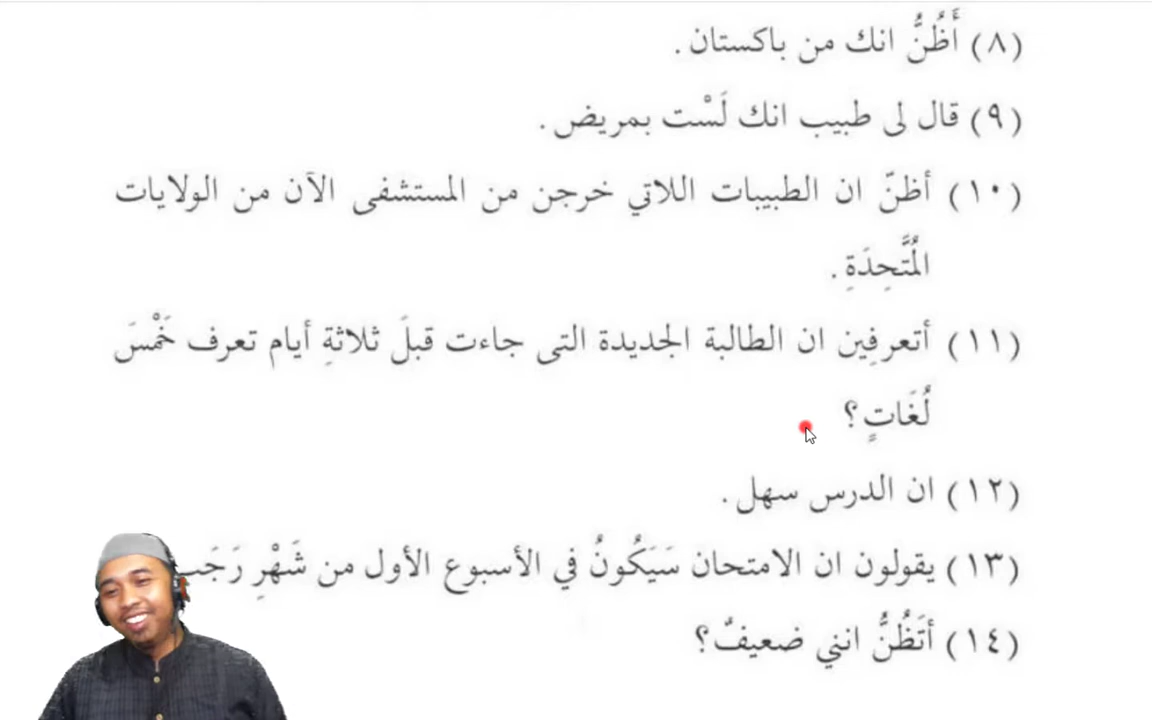 (٨) أَظُنُّ انك من باكستان.
(٩) قال لى طبيب انك لَسْت بمريض.
(١٠) أظنّ ان الطبيبات اللاتي خرجن من المستشفى الآن من الولايات
المُتَّحِدَةِ.
(١١) أتعرفِين ان الطالبة الجديدة التى جاءت قبلَ ثلاثةِ أيام تعرف خَمْسَ
لُغَاتٍ؟
(١٢) ان الدرس سهل.
(١٣) يقولون ان الامتحان سَيَكُونُ في الأسبوع الأول من شَهْرِ رَجَب
(١٤) أتَظُنُّ انني ضعيفٌ؟